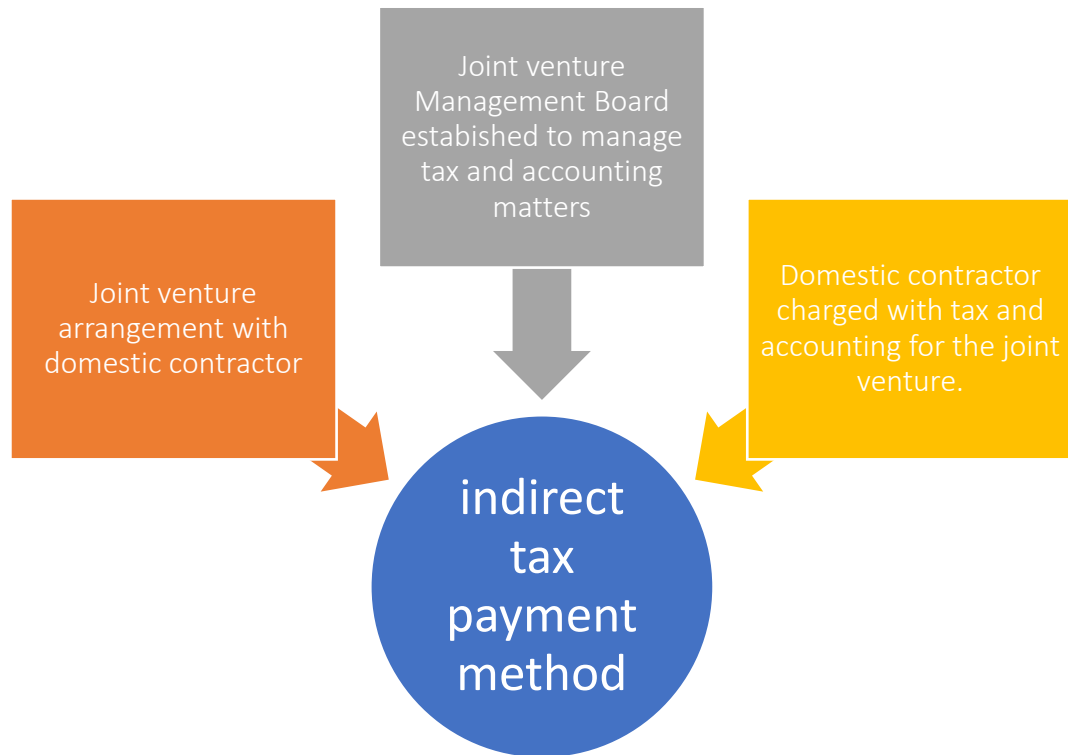 Joint venture
Management Board
estabished to manage
tax and accounting
matters
Joint venture
arrangement with
domestic contractor
Domestic contractor
charged with tax and
accounting for the joint
venture.
indirect
tax
payment
method